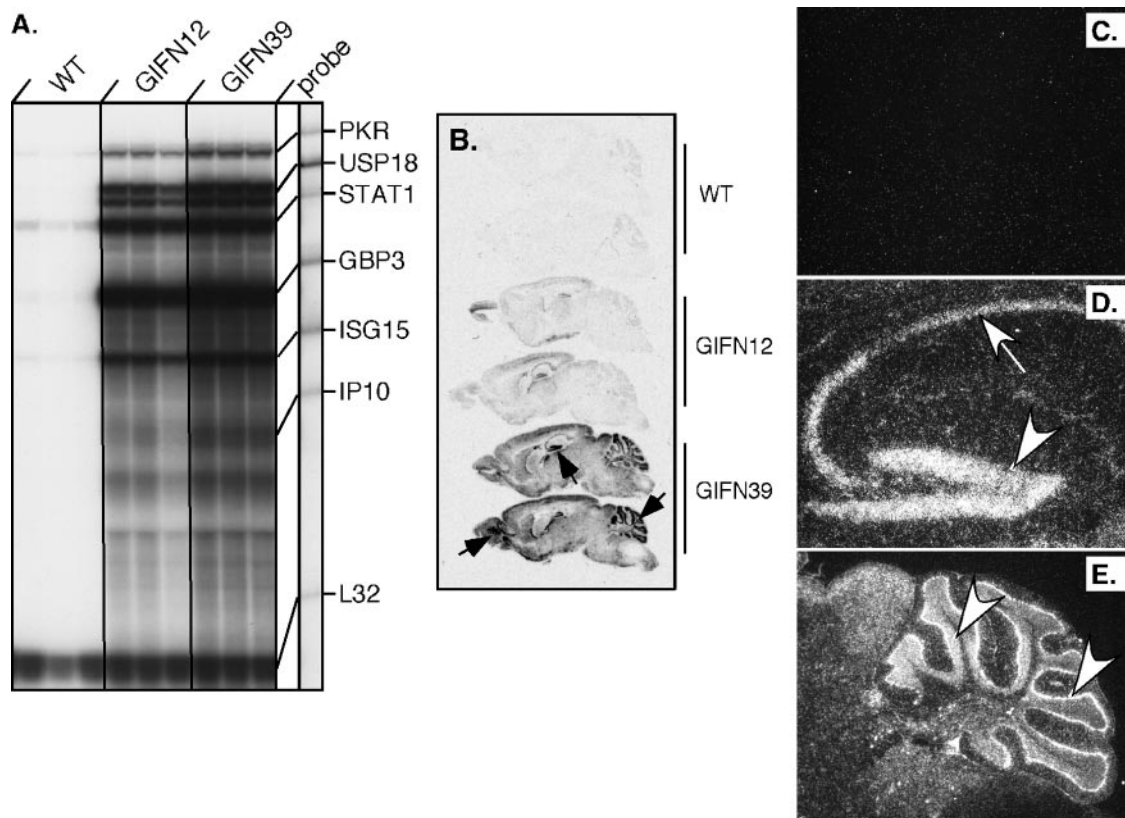 A.
WT
GIFN12
GIFN39
probe
PKR
USP18
STAT1
GBP3
ISG15
IP10
L32
B.
WT
GIFN12
GIFN39
C.
D.
E.